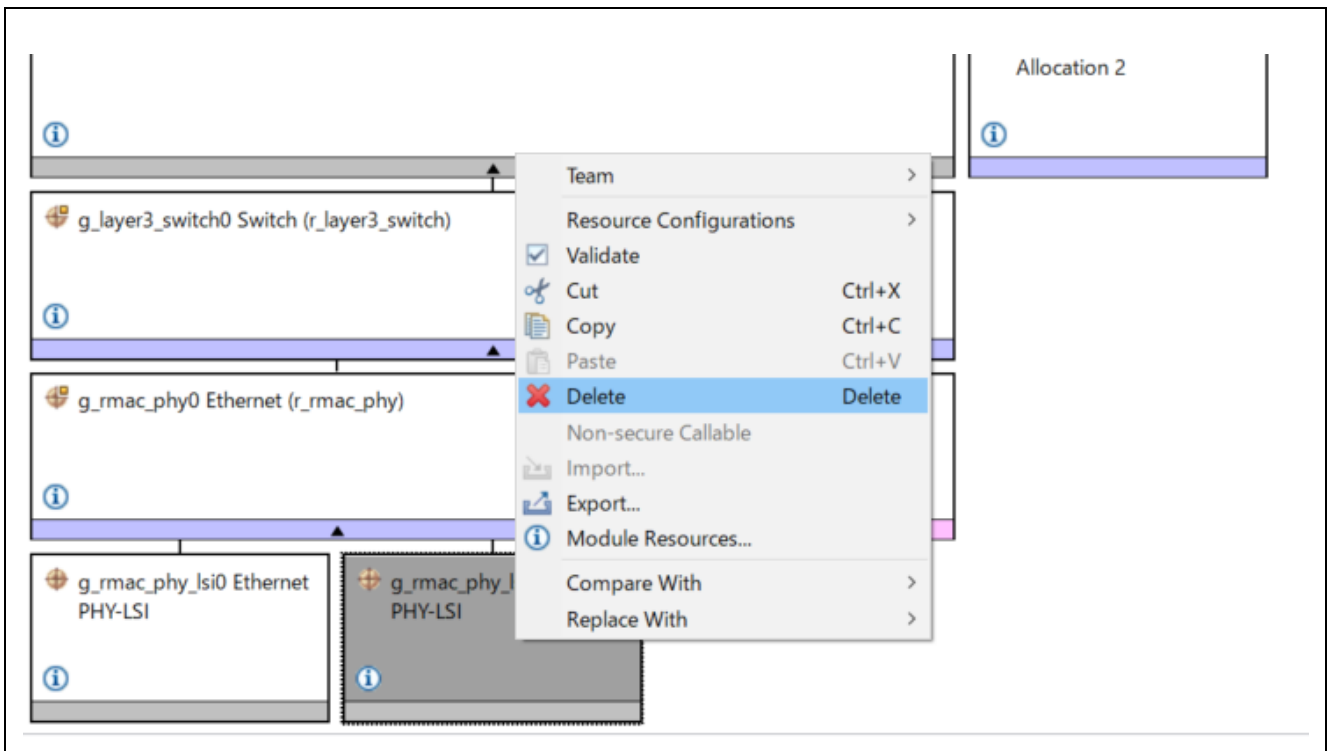 Allocation 2
g_layer3_switch0 Switch (r_layer3_switch)
g_rmac_phy0 Ethernet (r_rmac_phy)
g_rmac_phy_lsi0 Ethernet
PHY-LSI
g_rmac_phy_l
PHY-LSI
Team
Resource Configurations
Validate
Cut Ctrl+X
Copy Ctrl+C
Paste Ctrl+V
Delete Delete
Non-secure Callable
Import...
Export...
Module Resources...
Compare With
Replace With